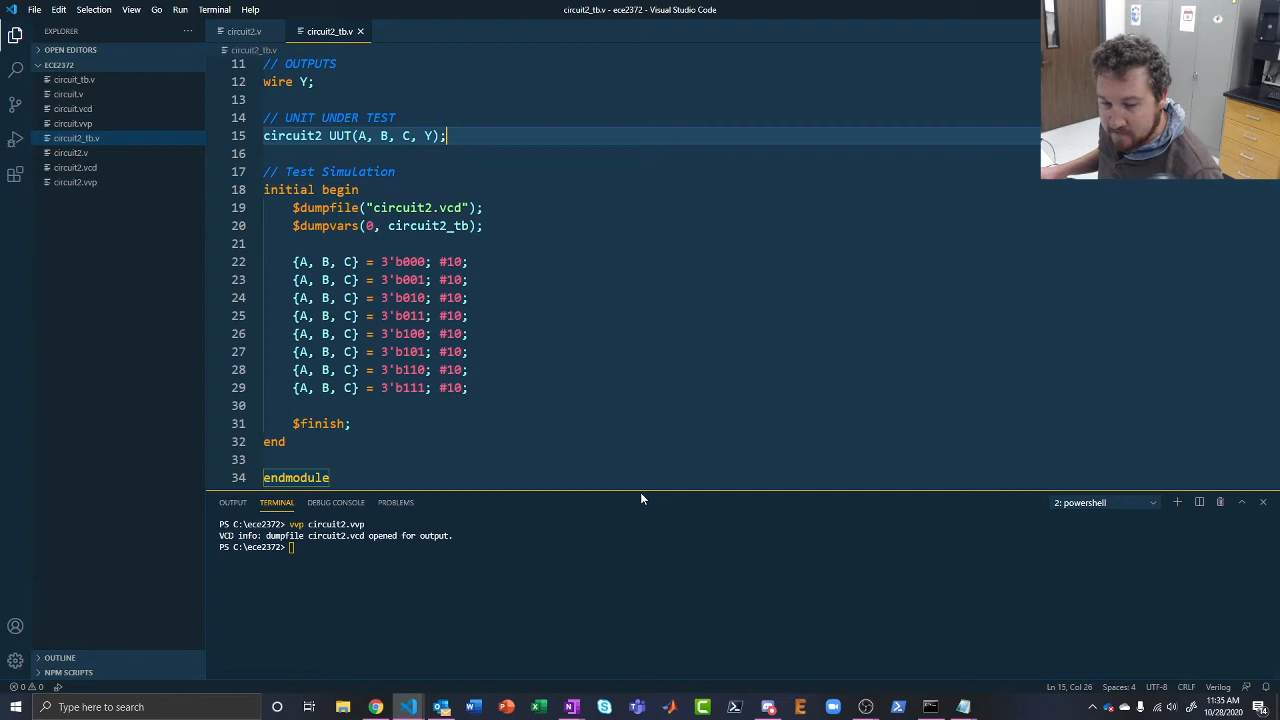 File Edit Selection View Go Run Terminal Help
circuit2_tb.v - ece2372 - Visual Studio Code
EXPLORER
OPEN EDITORS
ECE2372
circuit_tb.v
circuit.v
circuit.vcd
circuit.vvp
circuit2_tb.v
circuit2.v
circuit2.vcd
circuit2.vvp
OUTLINE
NPM SCRIPTS
circuit2.v circuit2_tb.v
circuit2_tb.v
11 // OUTPUTS
12 wire Y;
13
14 // UNIT UNDER TEST
15 circuit2 UUT(A, B, C, Y);
16
17 // Test Simulation
18 initial begin
19 $dumpfile("circuit2.vcd");
20 $dumpvars(0, circuit2_tb);
21
22 {A, B, C} = 3'b000; #10;
23 {A, B, C} = 3'b001; #10;
24 {A, B, C} = 3'b010; #10;
25 {A, B, C} = 3'b011; #10;
26 {A, B, C} = 3'b100; #10;
27 {A, B, C} = 3'b101; #10;
28 {A, B, C} = 3'b110; #10;
29 {A, B, C} = 3'b111; #10;
30
31 $finish;
32 end
33
34 endmodule
OUTPUT TERMINAL DEBUG CONSOLE PROBLEMS
2: powershell
PS C:\ece2372> vvp circuit2.vvp
VCD info: dumpfile circuit2.vcd opened for output.
PS C:\ece2372>
0 0
Ln 15, Col 26 Spaces: 4 UTF-8 CRLF Verilog
Type here to search
11:35 AM
10/28/2020